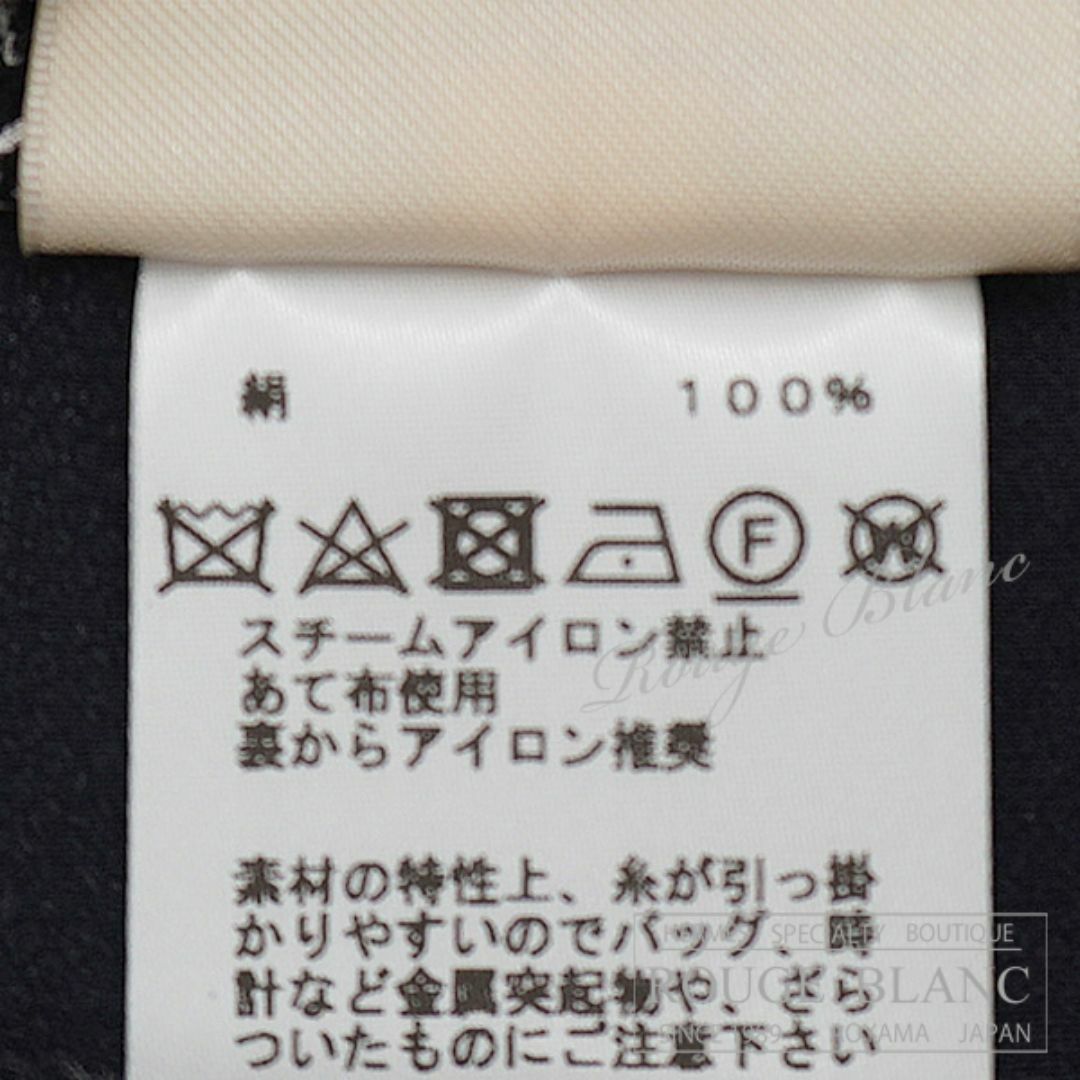 絹 100%
F W
スチームアイロン禁止
あて布使用
裏からアイロン推奨
素材の特性上、糸が引っ掛
かりやすいのでバッグ、時
計など金属突起物や、ざら
ついたものにご注意下さい
Rouge Blanc
SPECIALTY BOUTIQUE
ROUGE BLANC
SINCE 1989 JAPAN